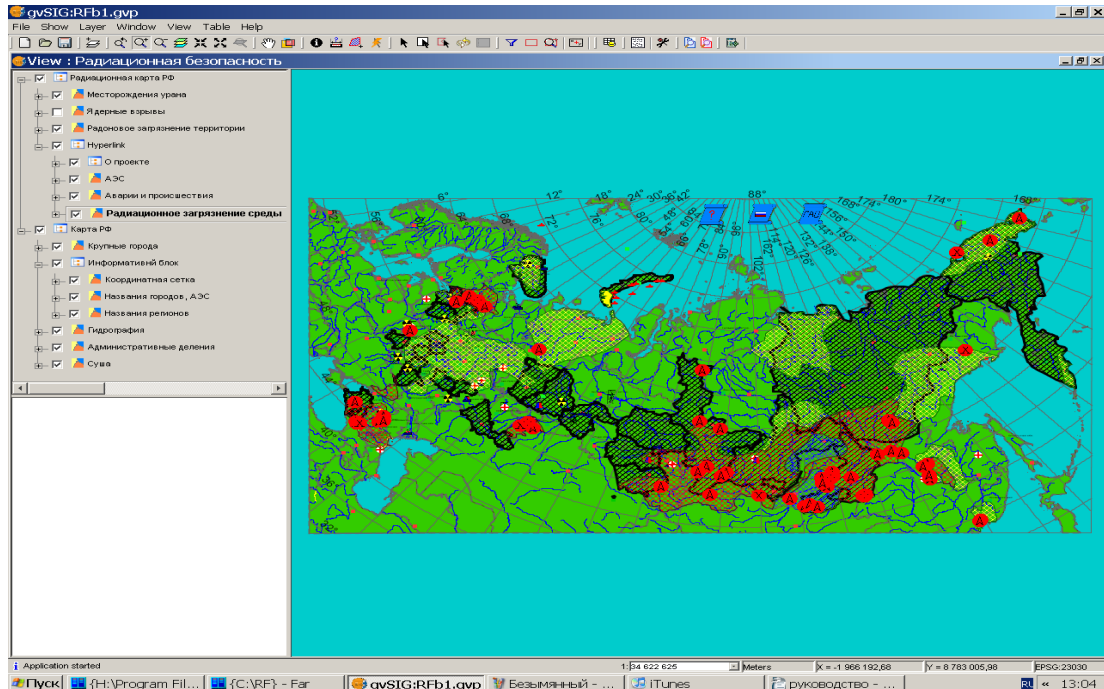 gvSIG:RFb1.gvp
File Show Layer Window View Table Help
View : Радиационная безопасность
Радиационная карта РФ
Месторождения урана
Ядерные взрывы
Радоновое загрязнение территории
Hyperlink
О проекте
АЭС
Аварии и происшествия
Радиационное загрязнение среды
Карта РФ
Крупные города
Информативнй блок
Координатная сетка
Названия городов, АЭС
Названия регионов
Гидрография
Административные деления
Суша
6° 12° 18° 24° 30° 36° 42° 88° 168° 174° 180° 174° 168°
Application started
1: 34 622 625 Meters X = -1 966 192,68 Y = 8 783 005,98 EPSG:23030
Пуск {H:\Program Fil... {C:\RF} - Far gvSIG:RFb1.gvp Безымянный - ... iTunes руководство - ... RU « 13:04